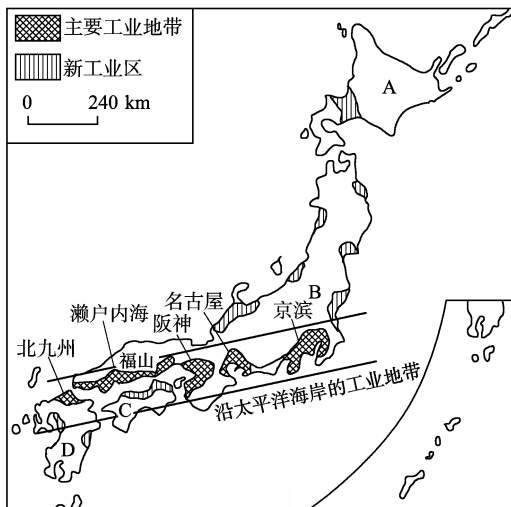 主要工业地带
新工业区
0 240 km
A
B
京滨
名古屋
阪神
濑户内海
福山
北九州
C
D
沿太平洋海岸的工业地带